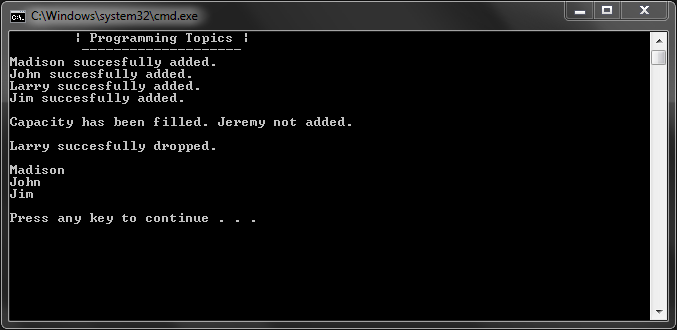 C:\Windows\system32\cmd.exe
¦ Programming Topics ¦
--------------------
Madison succesfully added.
John succesfully added.
Larry succesfully added.
Jim succesfully added.
Capacity has been filled. Jeremy not added.
Larry succesfully dropped.
Madison
John
Jim
Press any key to continue . . .